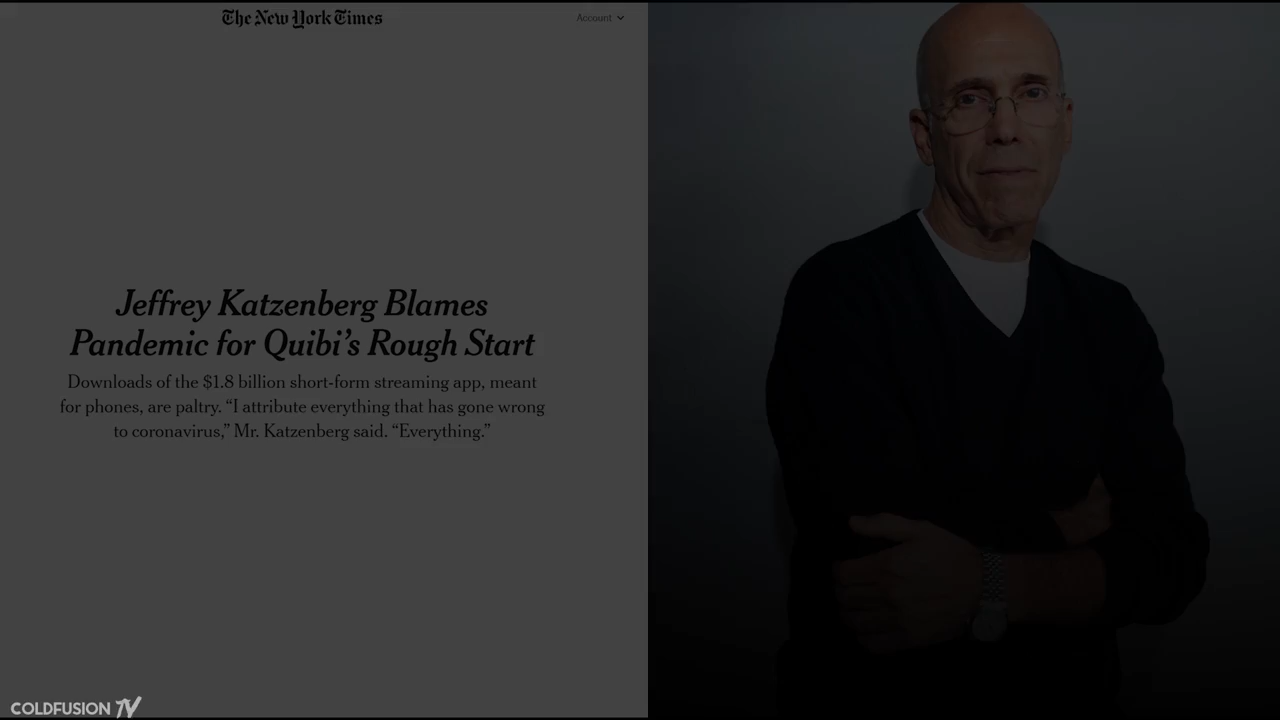 The New York Times
Account
Jeffrey Katzenberg Blames
Pandemic for Quibi’s Rough Start
Downloads of the $1.8 billion short-form streaming app, meant
for phones, are paltry. “I attribute everything that has gone wrong
to coronavirus,” Mr. Katzenberg said. “Everything.”
COLDFUSION TV